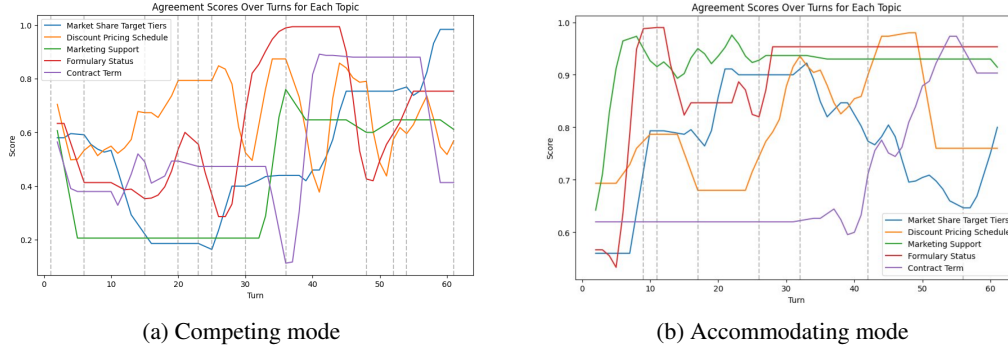 Agreement Scores Over Turns for Each Topic
1.0
0.8
0.6
0.4
0.2
Score
Market Share Target Tiers
Discount Pricing Schedule
Marketing Support
Formulary Status
Contract Term
0 10 20 30 40 50 60
Turn
(a) Competing mode
Agreement Scores Over Turns for Each Topic
1.0
0.9
0.8
0.7
0.6
Score
Market Share Target Tiers
Discount Pricing Schedule
Marketing Support
Formulary Status
Contract Term
0 10 20 30 40 50 60
Turn
(b) Accommodating mode